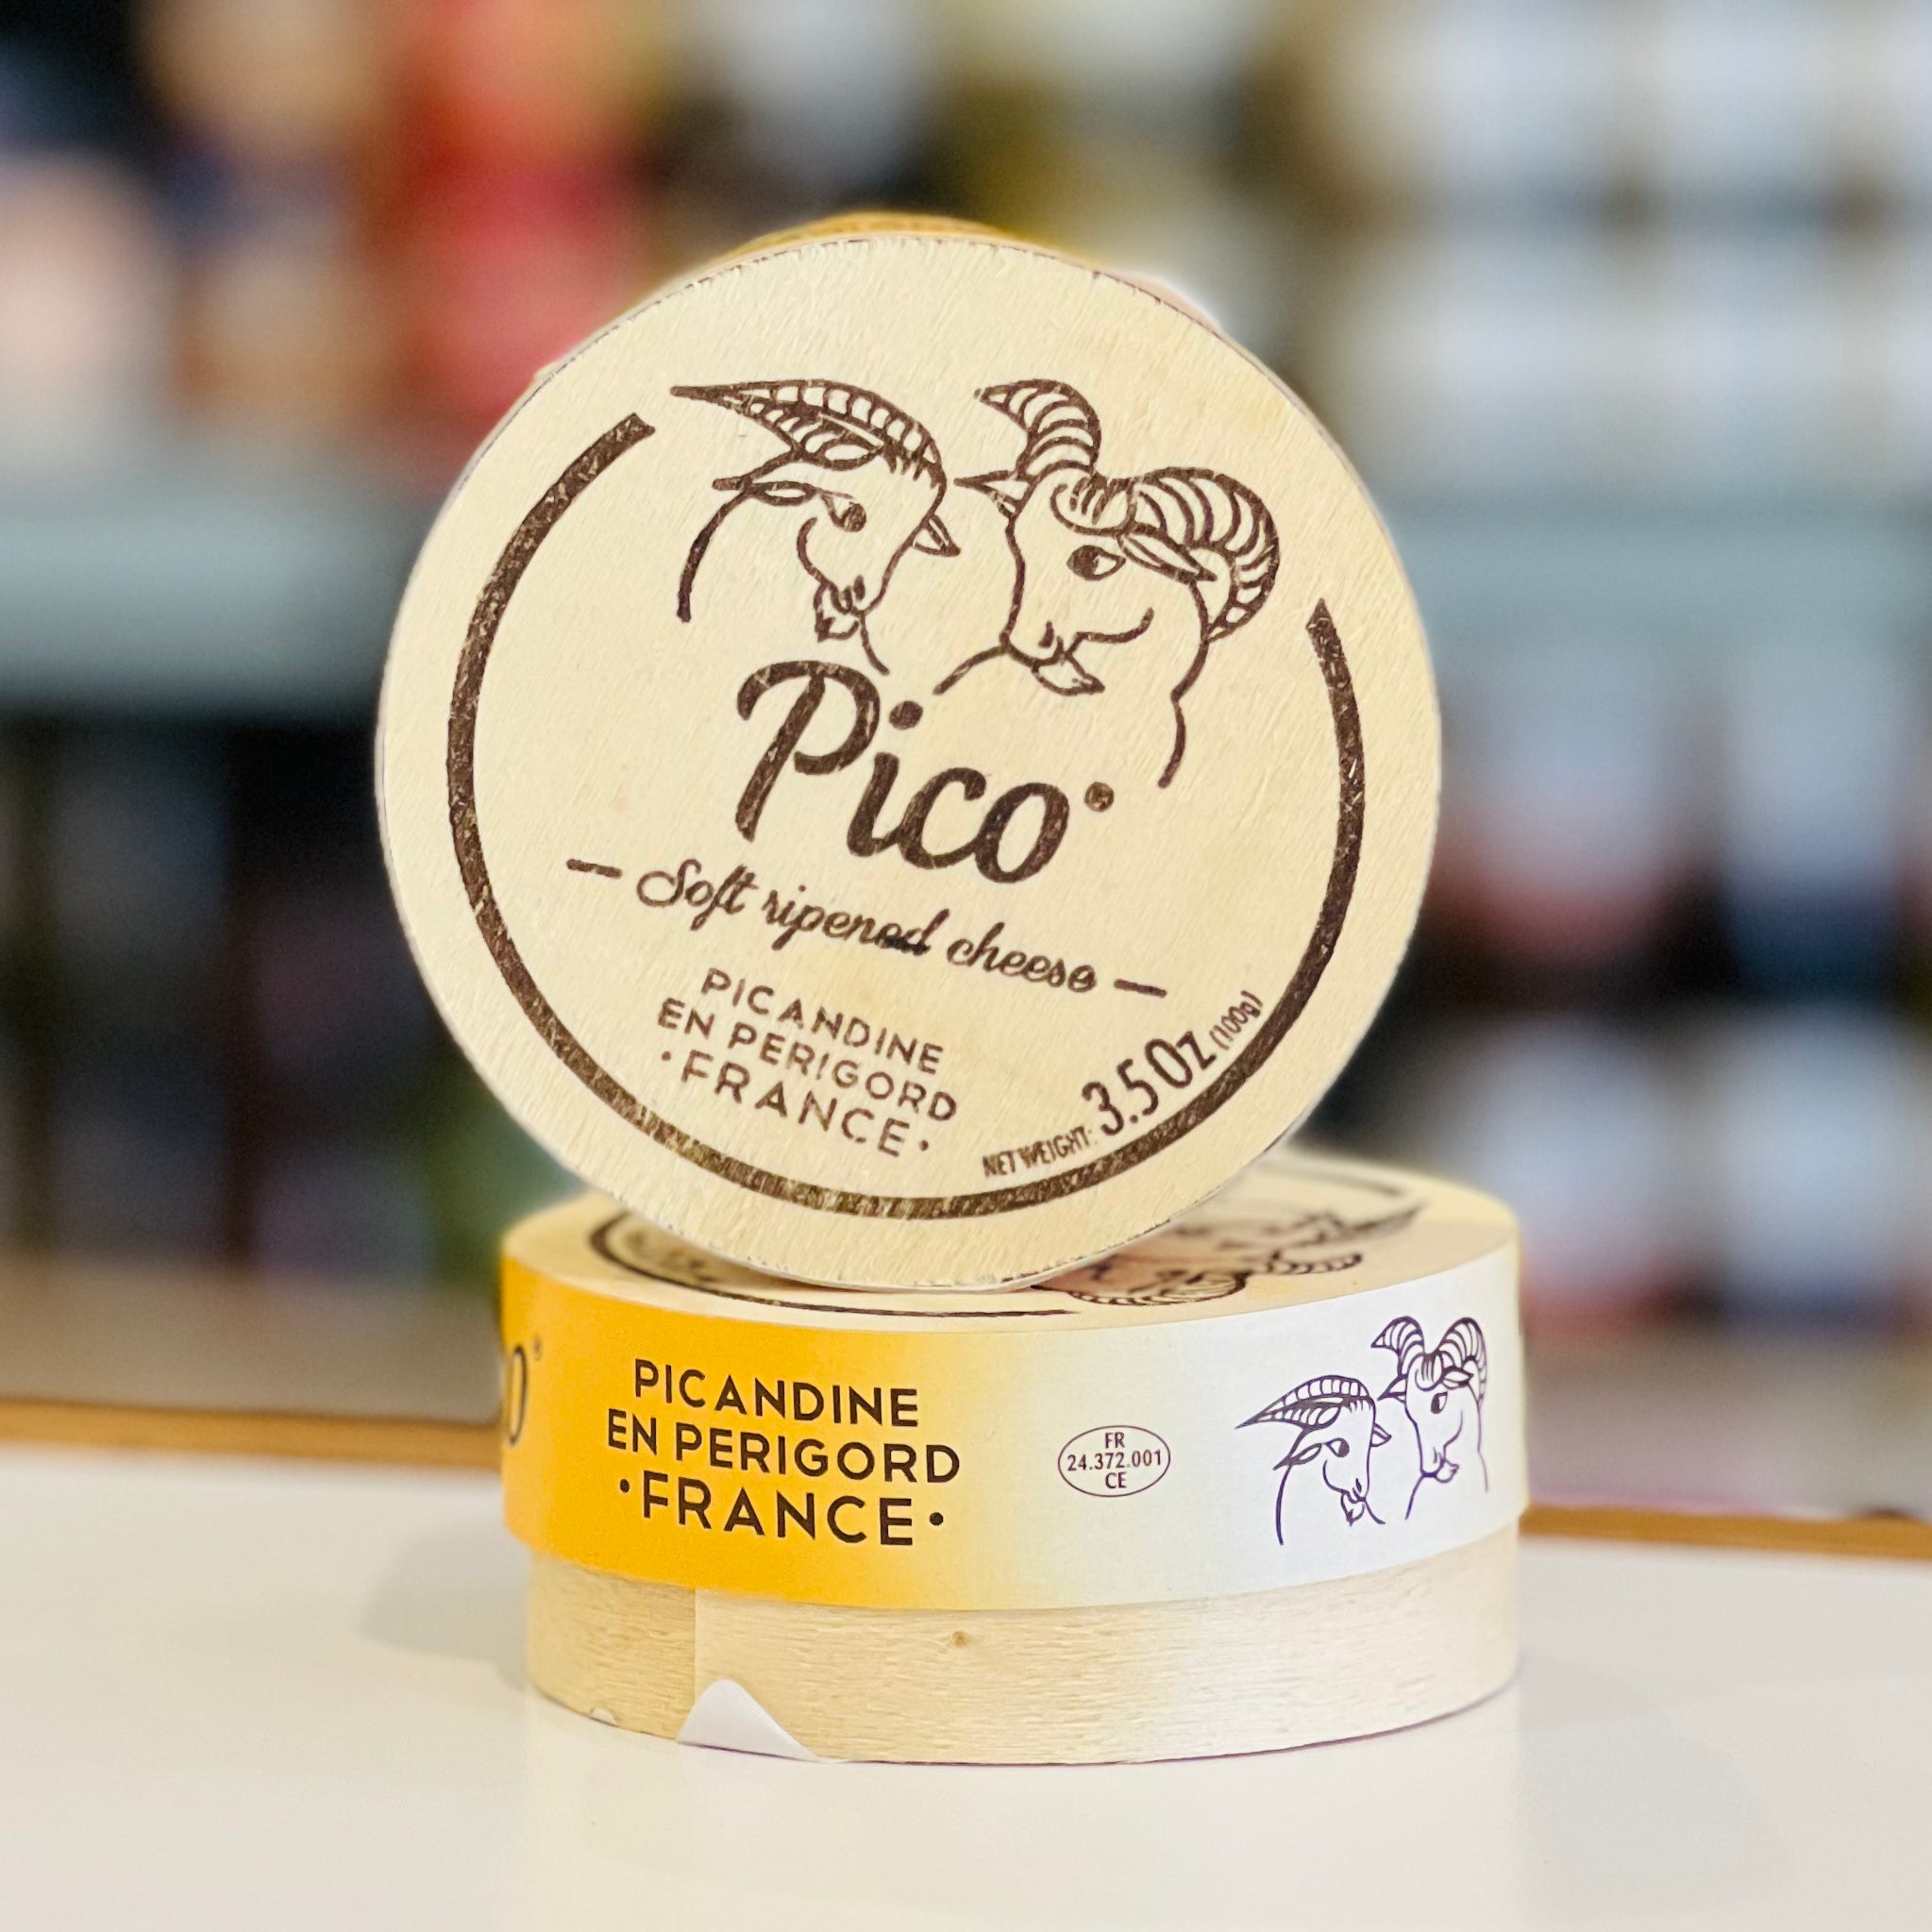 Pico
Soft ripened cheese
PICANDINE
EN PERIGORD
• FRANCE •
NET WEIGHT: 3.5 Oz (100g)
PICANDINE
EN PERIGORD
• FRANCE •
FR
24.372.001
CE